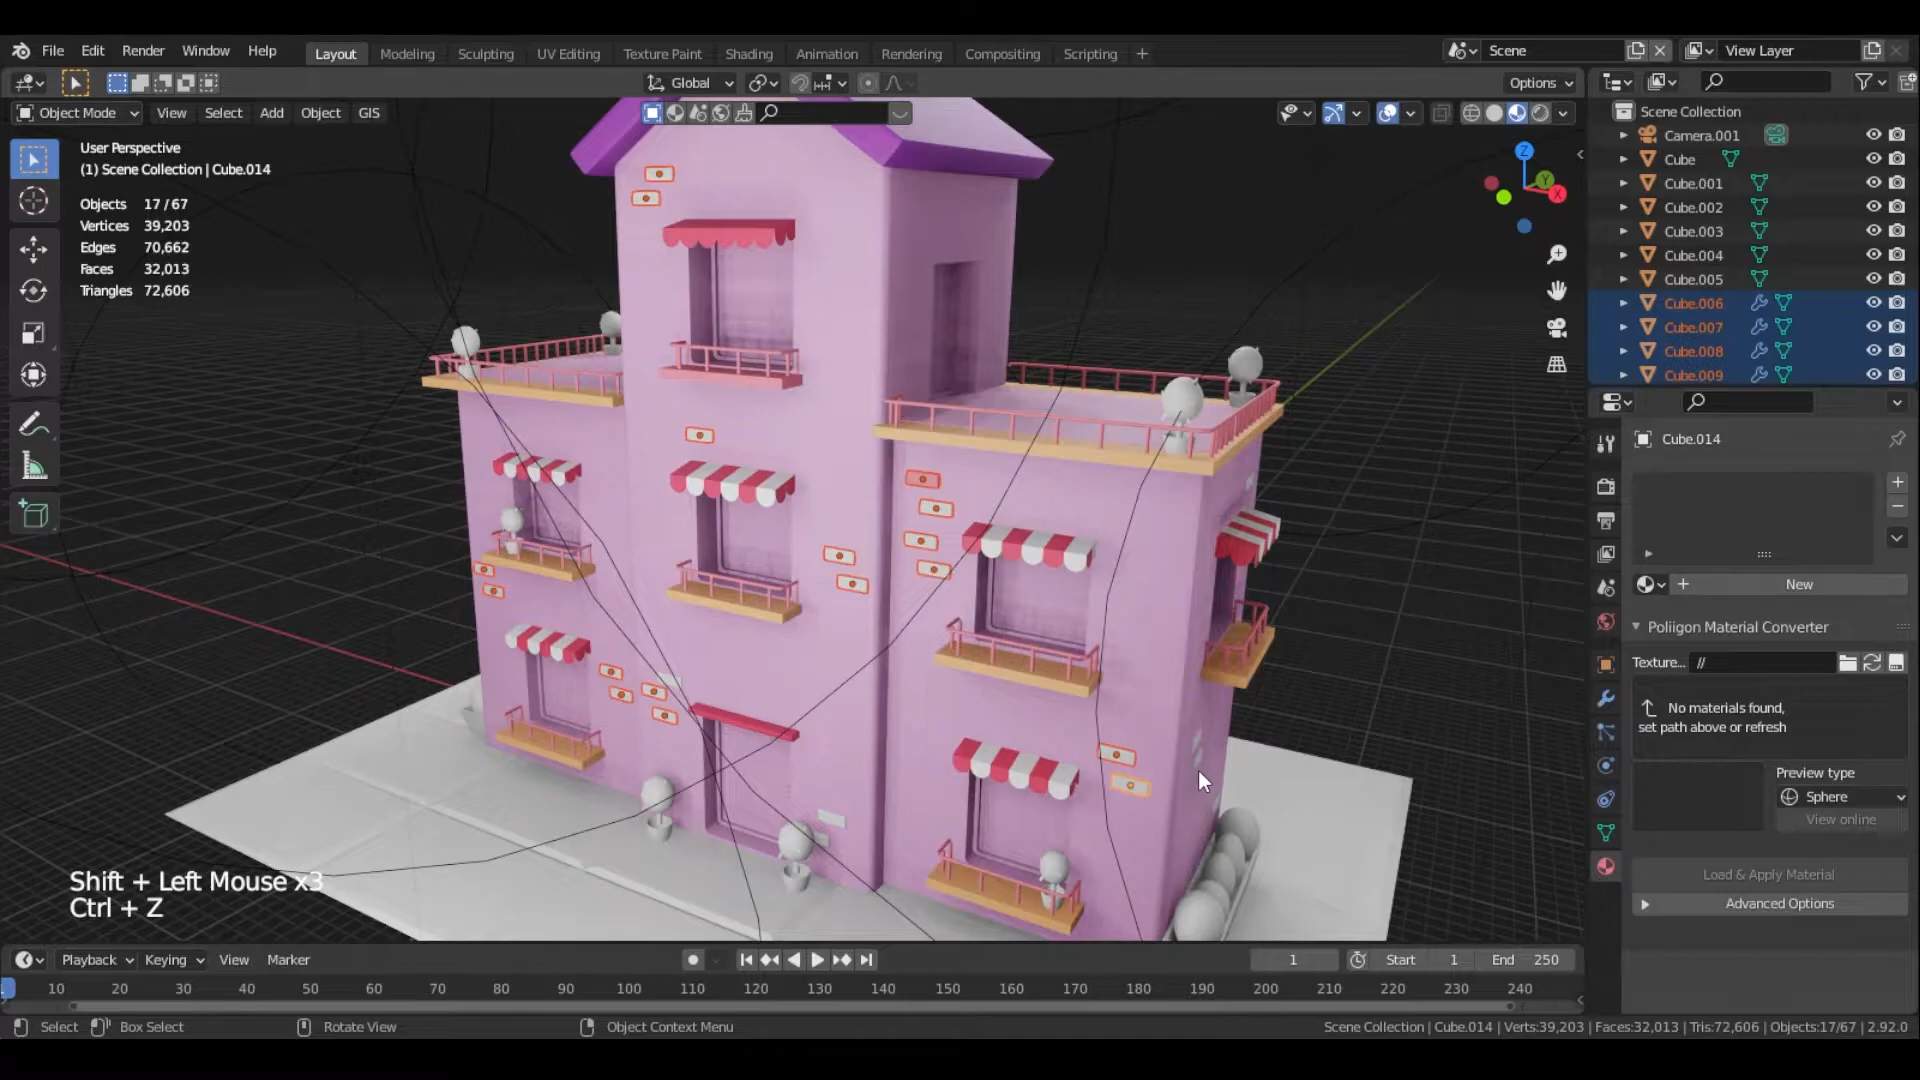 File Edit Render Window Help Layout Modeling Sculpting UV Editing Texture Paint Shading Animation Rendering Compositing Scripting + Scene View Layer
Global Options
Object Mode View Select Add Object GIS
User Perspective
(1) Scene Collection | Cube.014
Objects 17 / 67
Vertices 39,203
Edges 70,662
Faces 32,013
Triangles 72,606
Z
Y
X
Shift + Left Mouse x3
Ctrl + Z
Scene Collection
Camera.001
Cube
Cube.001
Cube.002
Cube.003
Cube.004
Cube.005
Cube.006
Cube.007
Cube.008
Cube.009
Cube.014
New
Poliigon Material Converter
Texture... //
No materials found,
set path above or refresh
Preview type
Sphere
View online
Load & Apply Material
Advanced Options
Playback Keying View Marker 1 Start 1 End 250
10 20 30 40 50 60 70 80 90 100 110 120 130 140 150 160 170 180 190 200 210 220 230 240
Select Box Select Rotate View Object Context Menu Scene Collection | Cube.014 | Verts:39,203 | Faces:32,013 | Tris:72,606 | Objects:17/67 | 2.92.0